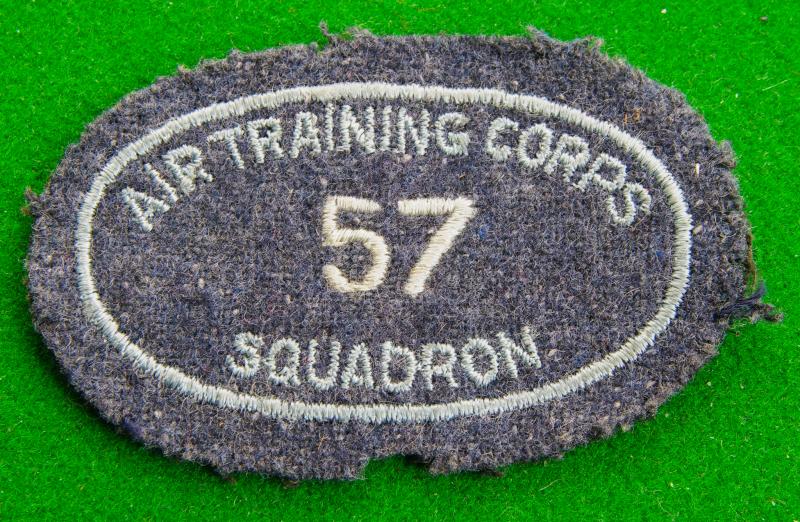 AIR TRAINING CORPS
57
SQUADRON